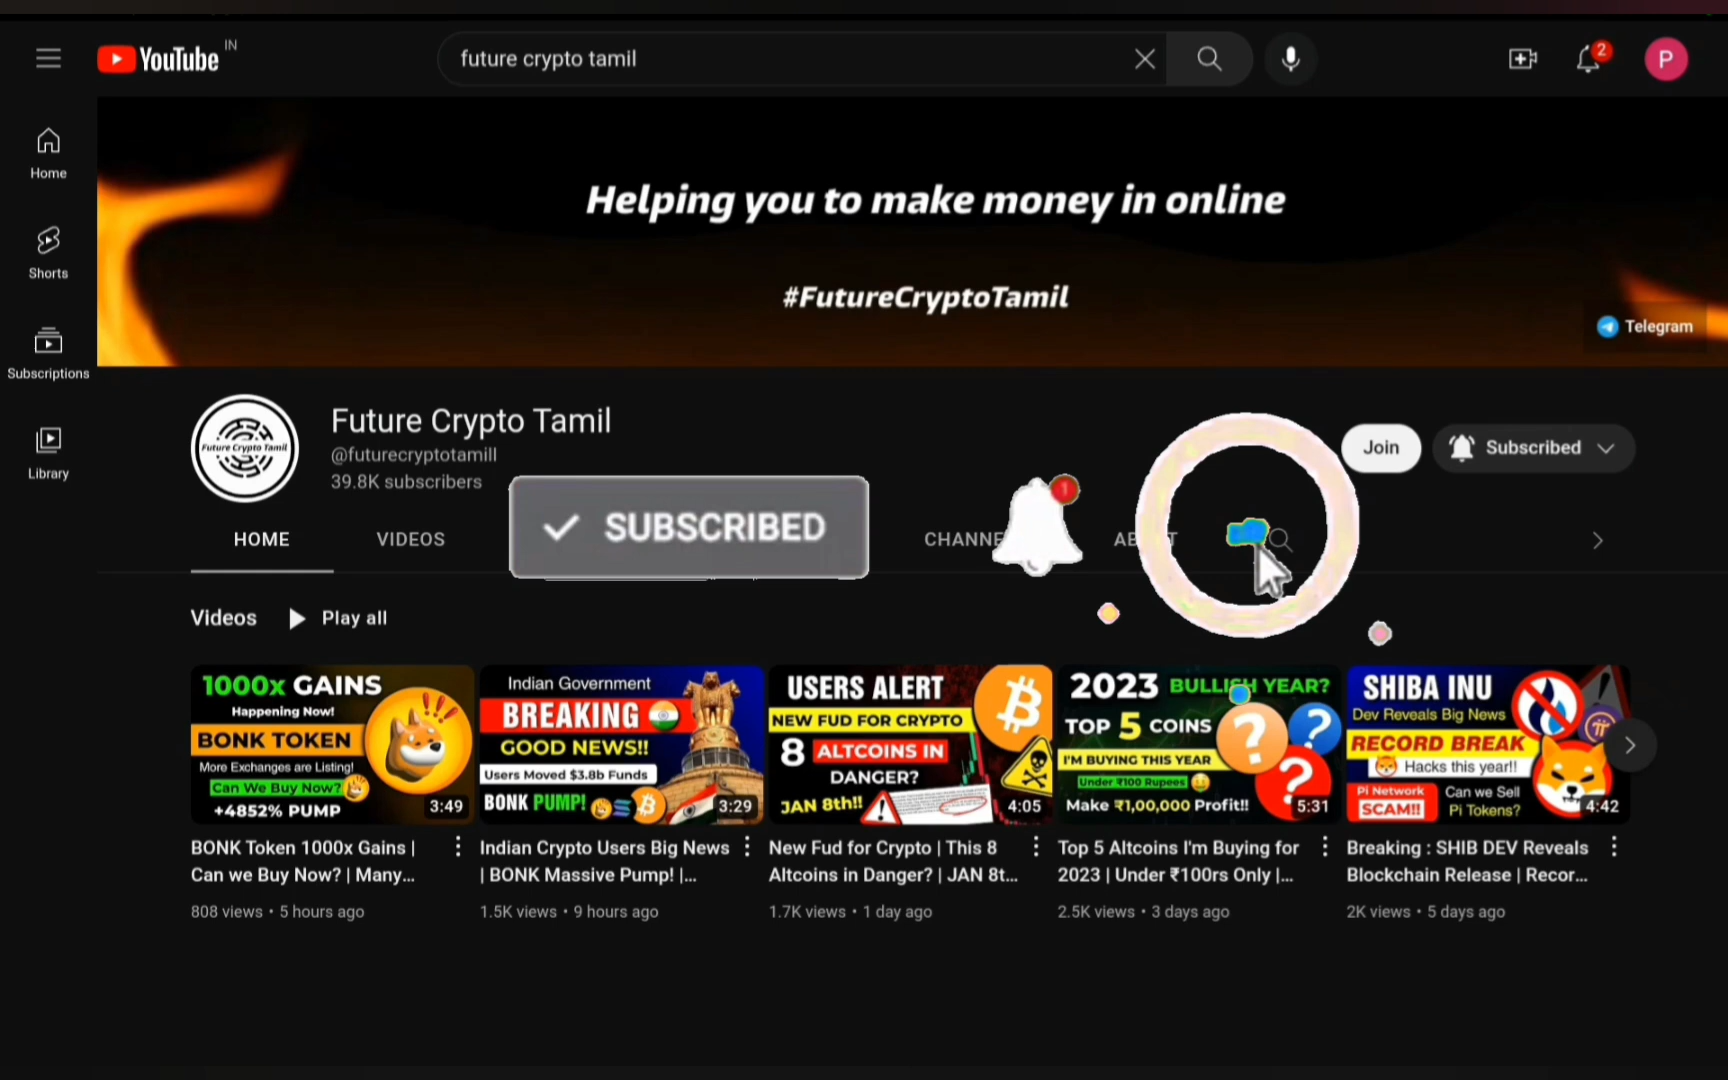 YouTube IN
future crypto tamil
2
P
Home
Shorts
Subscriptions
Library
Helping you to make money in online
#FutureCryptoTamil
Telegram
Future Crypto Tamil
Future Crypto Tamil
@futurecryptotamill
39.8K subscribers
Join
Subscribed
SUBSCRIBED
1
HOME
VIDEOS
Videos
Play all
1000x GAINS
Happening Now!
BONK TOKEN
More Exchanges are Listing!
Can We Buy Now?
+4852% PUMP
3:49
Indian Government
BREAKING
GOOD NEWS!!
Users Moved $3.8b Funds
BONK PUMP!
3:29
USERS ALERT
NEW FUD FOR CRYPTO
8 ALTCOINS IN
DANGER?
JAN 8th!!
4:05
2023 BULLISH YEAR?
TOP 5 COINS
I'M BUYING THIS YEAR
Under ₹100 Rupees
Make ₹1,00,000 Profit!!
5:31
SHIBA INU
Dev Reveals Big News
RECORD BREAK
Hacks this year!!
Pi Network
SCAM!!
Can we Sell
Pi Tokens?
4:42
BONK Token 1000x Gains |
Can we Buy Now? | Many...
808 views • 5 hours ago
Indian Crypto Users Big News
| BONK Massive Pump! |...
1.5K views • 9 hours ago
New Fud for Crypto | This 8
Altcoins in Danger? | JAN 8t...
1.7K views • 1 day ago
Top 5 Altcoins I'm Buying for
2023 | Under ₹100rs Only |...
2.5K views • 3 days ago
Breaking : SHIB DEV Reveals
Blockchain Release | Recor...
2K views • 5 days ago